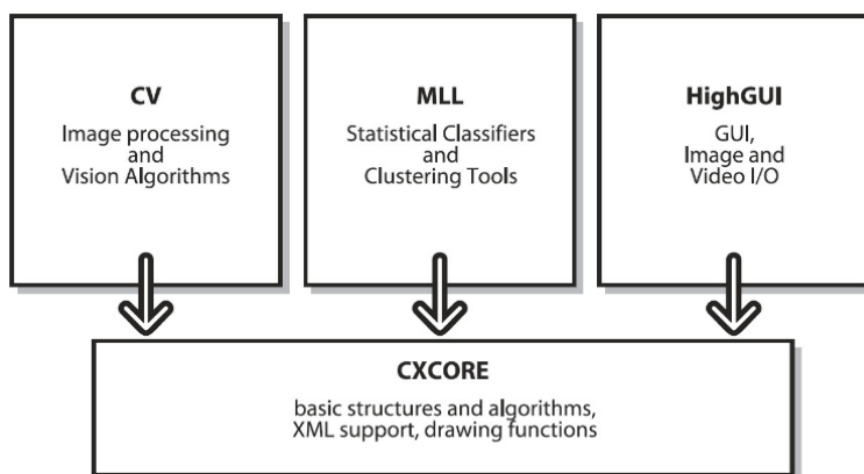 CV
Image processing
and
Vision Algorithms
MLL
Statistical Classifiers
and
Clustering Tools
HighGUI
GUI,
Image and
Video I/O
CXCORE
basic structures and algorithms,
XML support, drawing functions